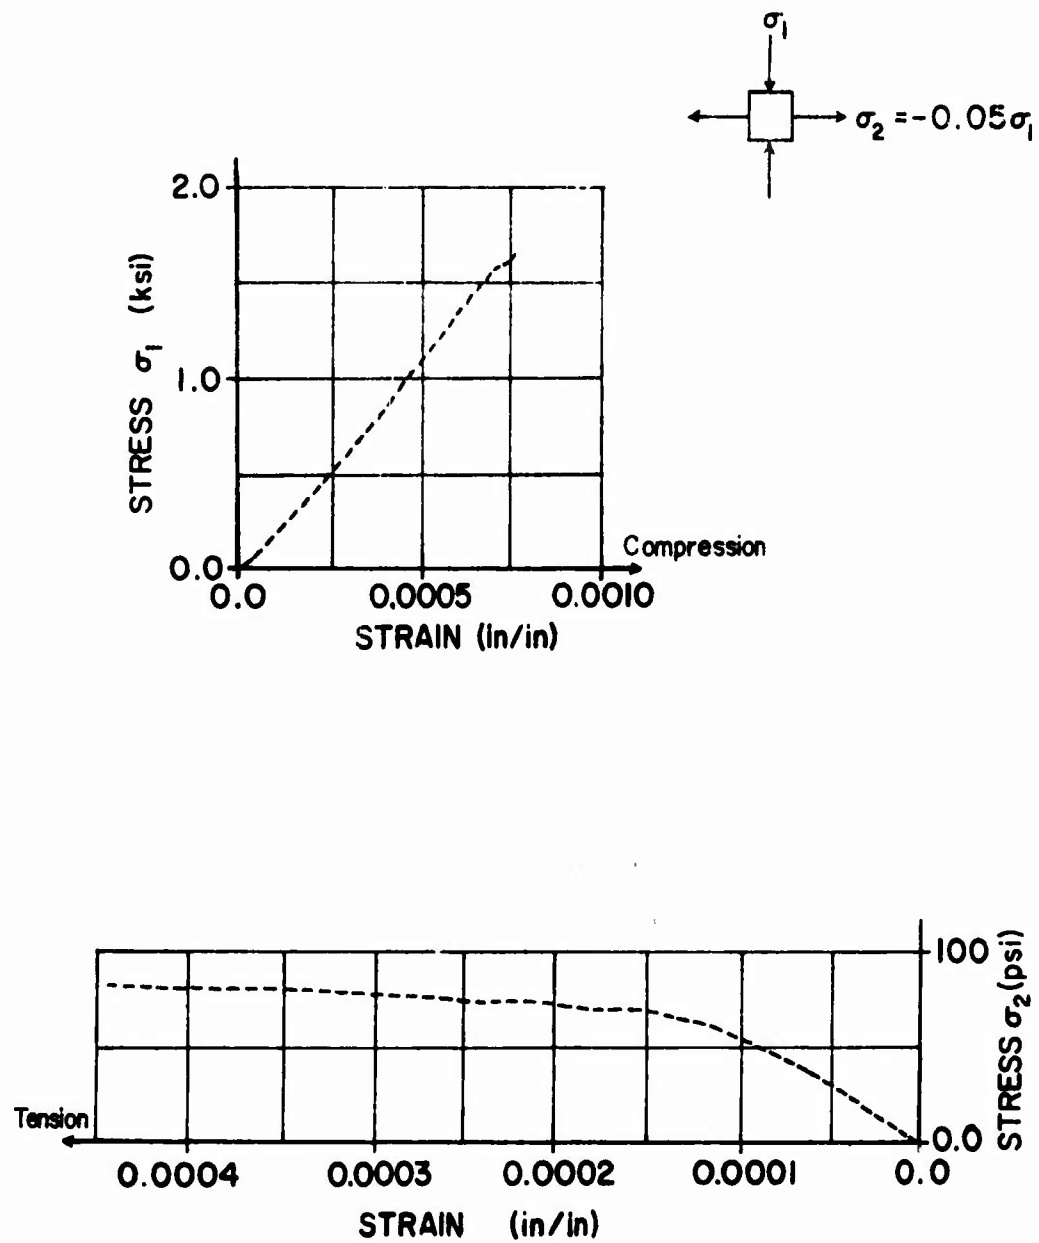 σ₁
σ₂ = -0.05σ₁
2.0
STRESS σ₁ (ksi)
1.0
0.0
Compression
0.0 0.0005 0.0010
STRAIN (in/in)
100
STRESS σ₂ (psi)
Tension
0.0
0.0004 0.0003 0.0002 0.0001 0.0
STRAIN (in/in)